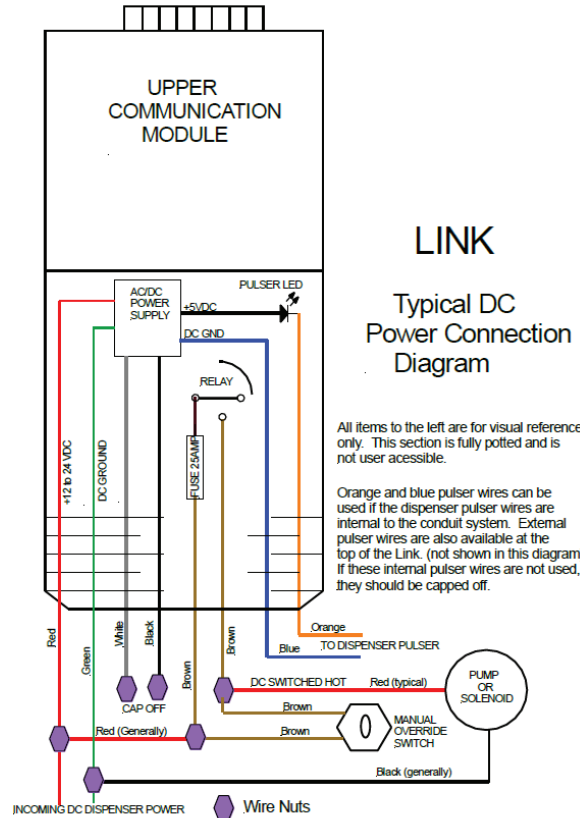 UPPER
COMMUNICATION
MODULE
LINK
Typical DC
Power Connection
Diagram
AC/DC
POWER
SUPPLY
PULSER LED
+5VDC
DC GND
RELAY
FUSE 25AMP
+12 to 24 VDC
DC GROUND
All items to the left are for visual reference
only. This section is fully potted and is
not user acessible.
Orange and blue pulser wires can be
used if the dispenser pulser wires are
internal to the conduit system. External
pulser wires are also available at the
top of the Link. (not shown in this diagram
If these internal pulser wires are not used,
they should be capped off.
Red
Green
White
Black
Brown
Brown
Orange
Blue
TO DISPENSER PULSER
CAP OFF
DC SWITCHED HOT
Red (typical)
PUMP
OR
SOLENOID
Brown
Brown
MANUAL
OVERRIDE
SWITCH
Red (Generally)
Black (generally)
INCOMING DC DISPENSER POWER
Wire Nuts